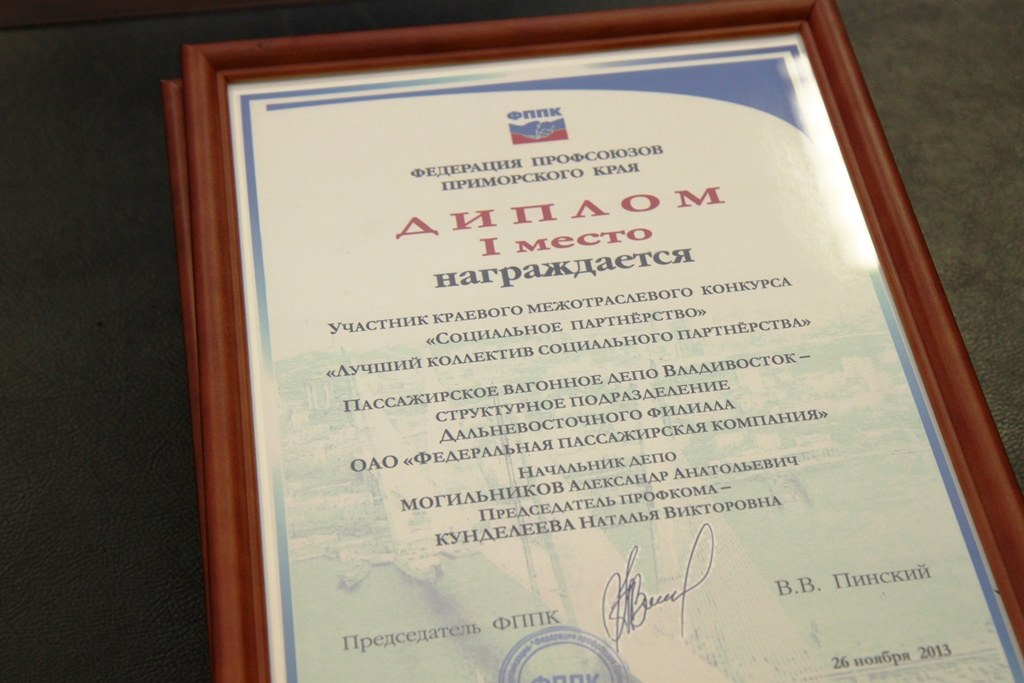 ФППК
ФЕДЕРАЦИЯ ПРОФСОЮЗОВ
ПРИМОРСКОГО КРАЯ
ДИПЛОМ
I место
награждается
УЧАСТНИК КРАЕВОГО МЕЖОТРАСЛЕВОГО КОНКУРСА
«СОЦИАЛЬНОЕ ПАРТНЁРСТВО»
«ЛУЧШИЙ КОЛЛЕКТИВ СОЦИАЛЬНОГО ПАРТНЁРСТВА»
ПАССАЖИРСКОЕ ВАГОННОЕ ДЕПО ВЛАДИВОСТОК –
СТРУКТУРНОЕ ПОДРАЗДЕЛЕНИЕ
ДАЛЬНЕВОСТОЧНОГО ФИЛИАЛА
ОАО «ФЕДЕРАЛЬНАЯ ПАССАЖИРСКАЯ КОМПАНИЯ»
НАЧАЛЬНИК ДЕПО
МОГИЛЬНИКОВ АЛЕКСАНДР АНАТОЛЬЕВИЧ
ПРЕДСЕДАТЕЛЬ ПРОФКОМА –
КУНДЕЛЕЕВА НАТАЛЬЯ ВИКТОРОВНА
Председатель ФППК
В.В. Пинский
ФППК
26 ноября 2013